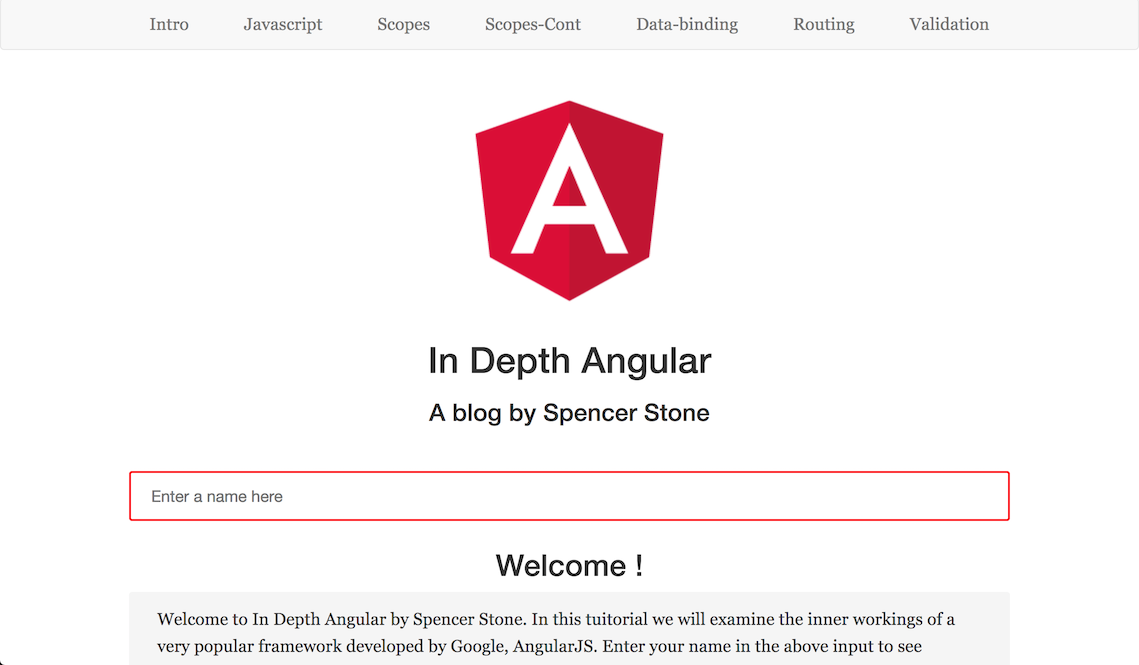 Intro Javascript Scopes Scopes-Cont Data-binding Routing Validation
A
In Depth Angular
A blog by Spencer Stone
Enter a name here
Welcome !
Welcome to In Depth Angular by Spencer Stone. In this tuitorial we will examine the inner workings of a
very popular framework developed by Google, AngularJS. Enter your name in the above input to see